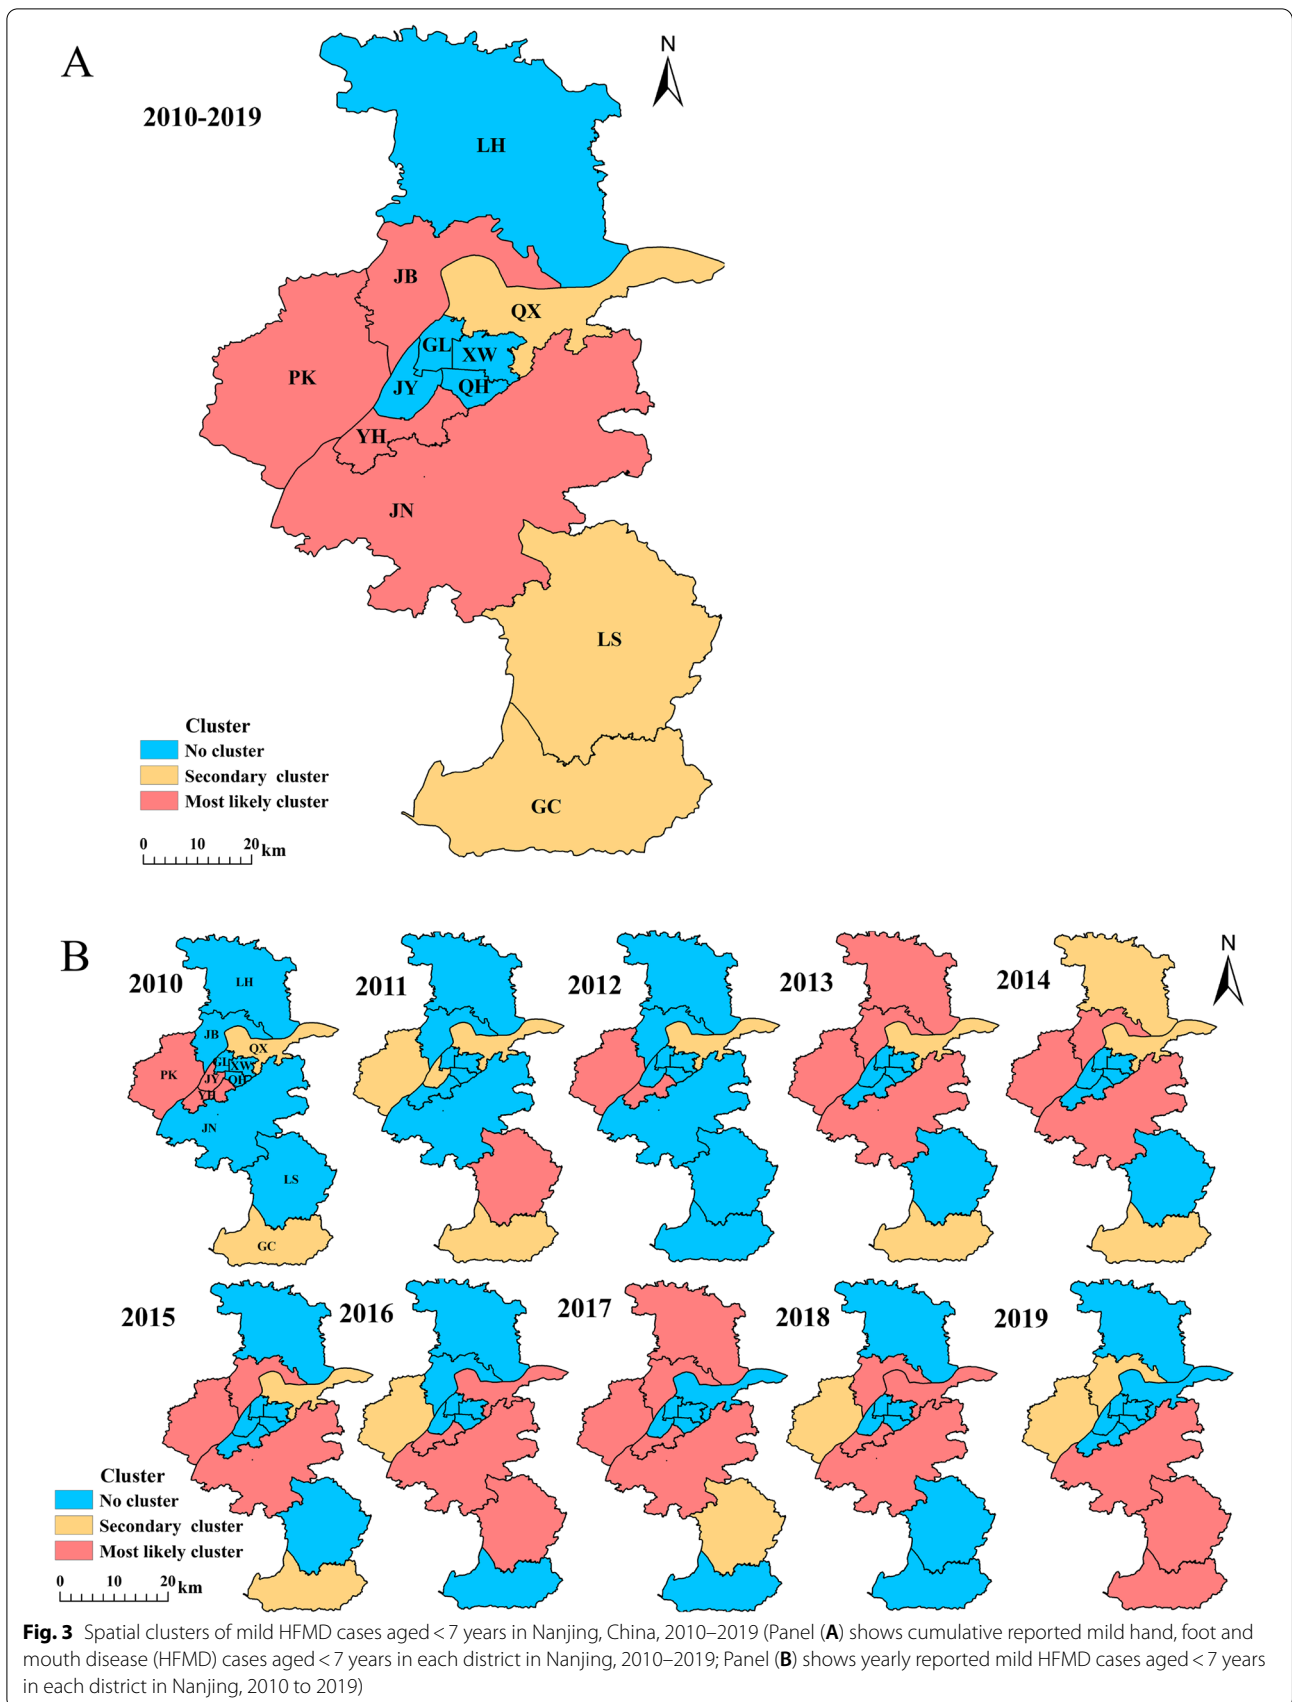 A
N
2010-2019
LH
JB
QX
GL
XW
PK
JY
QH
YH
JN
LS
Cluster
No cluster
Secondary cluster
Most likely cluster
GC
0 10 20 km
B
N
2010
2011
2012
2013
2014
LH
JB
QX
GL
XW
PK
JY
QH
YH
JN
LS
GC
2015
2016
2017
2018
2019
Cluster
No cluster
Secondary cluster
Most likely cluster
0 10 20 km
Fig. 3 Spatial clusters of mild HFMD cases aged < 7 years in Nanjing, China, 2010–2019 (Panel (A) shows cumulative reported mild hand, foot and
mouth disease (HFMD) cases aged < 7 years in each district in Nanjing, 2010–2019; Panel (B) shows yearly reported mild HFMD cases aged < 7 years
in each district in Nanjing, 2010 to 2019)